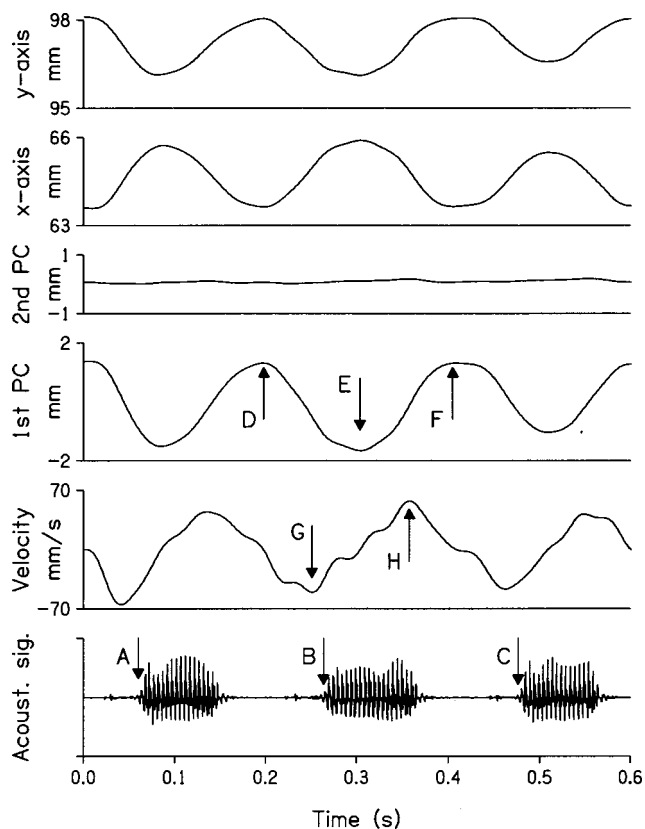 98
y-axis
mm
95
66
x-axis
mm
63
1
2nd PC
mm
-1
2
1st PC
mm
-2
D
E
F
70
Velocity
mm/s
-70
G
H
Acoust. sig.
A
B
C
0.0 0.1 0.2 0.3 0.4 0.5 0.6
Time (s)